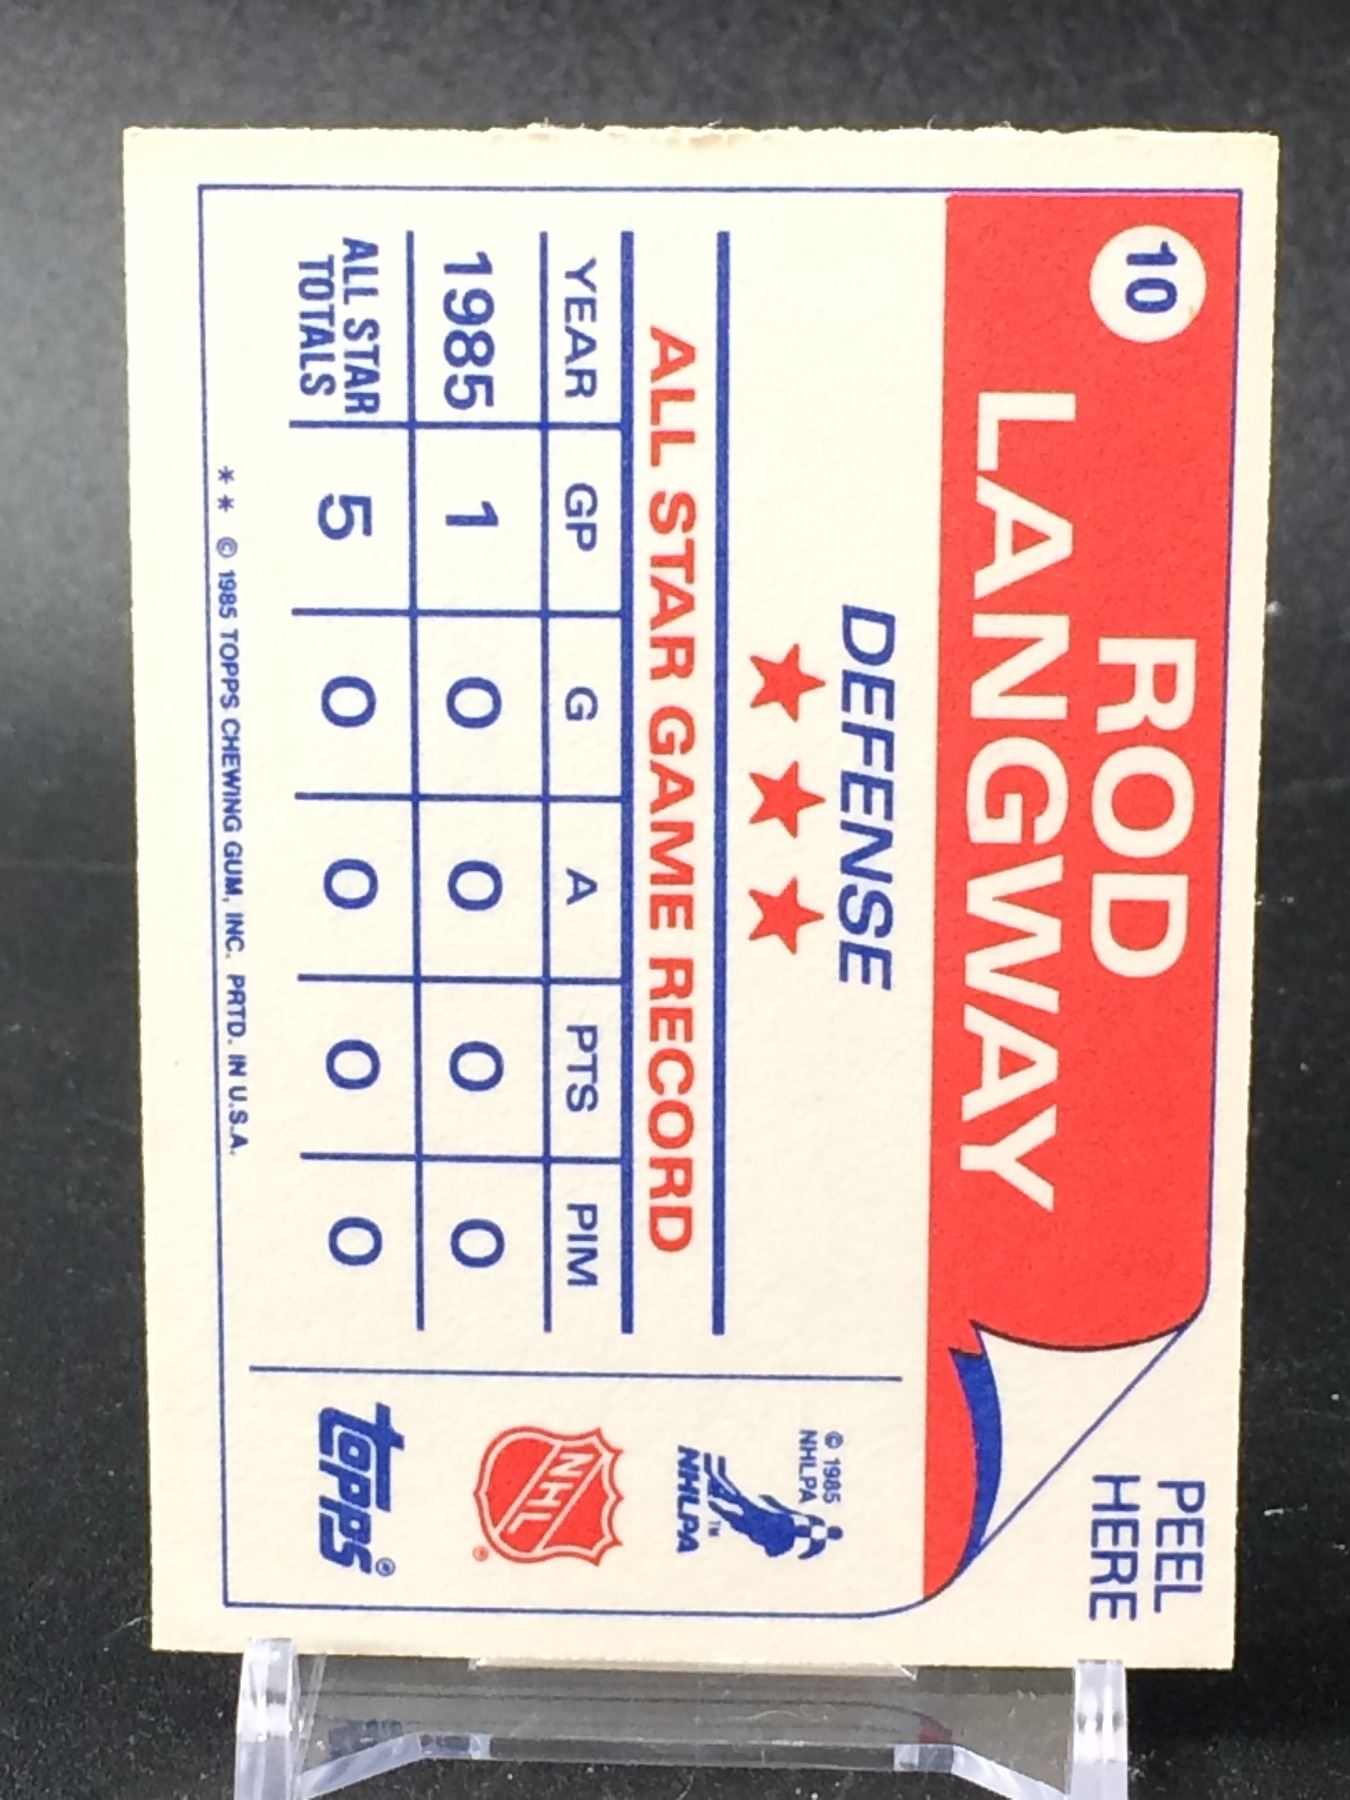 10
ROD
LANGWAY
PEEL
HERE
DEFENSE
ALL STAR GAME RECORD
YEAR GP G A PTS PIM
1985 1 0 0 0 0
ALL STAR
TOTALS 5 0 0 0 0
** © 1985 TOPPS CHEWING GUM, INC. PRTD. IN U.S.A.
© 1985
NHLPA
TM
NHLPA
NHL ®
topps ®